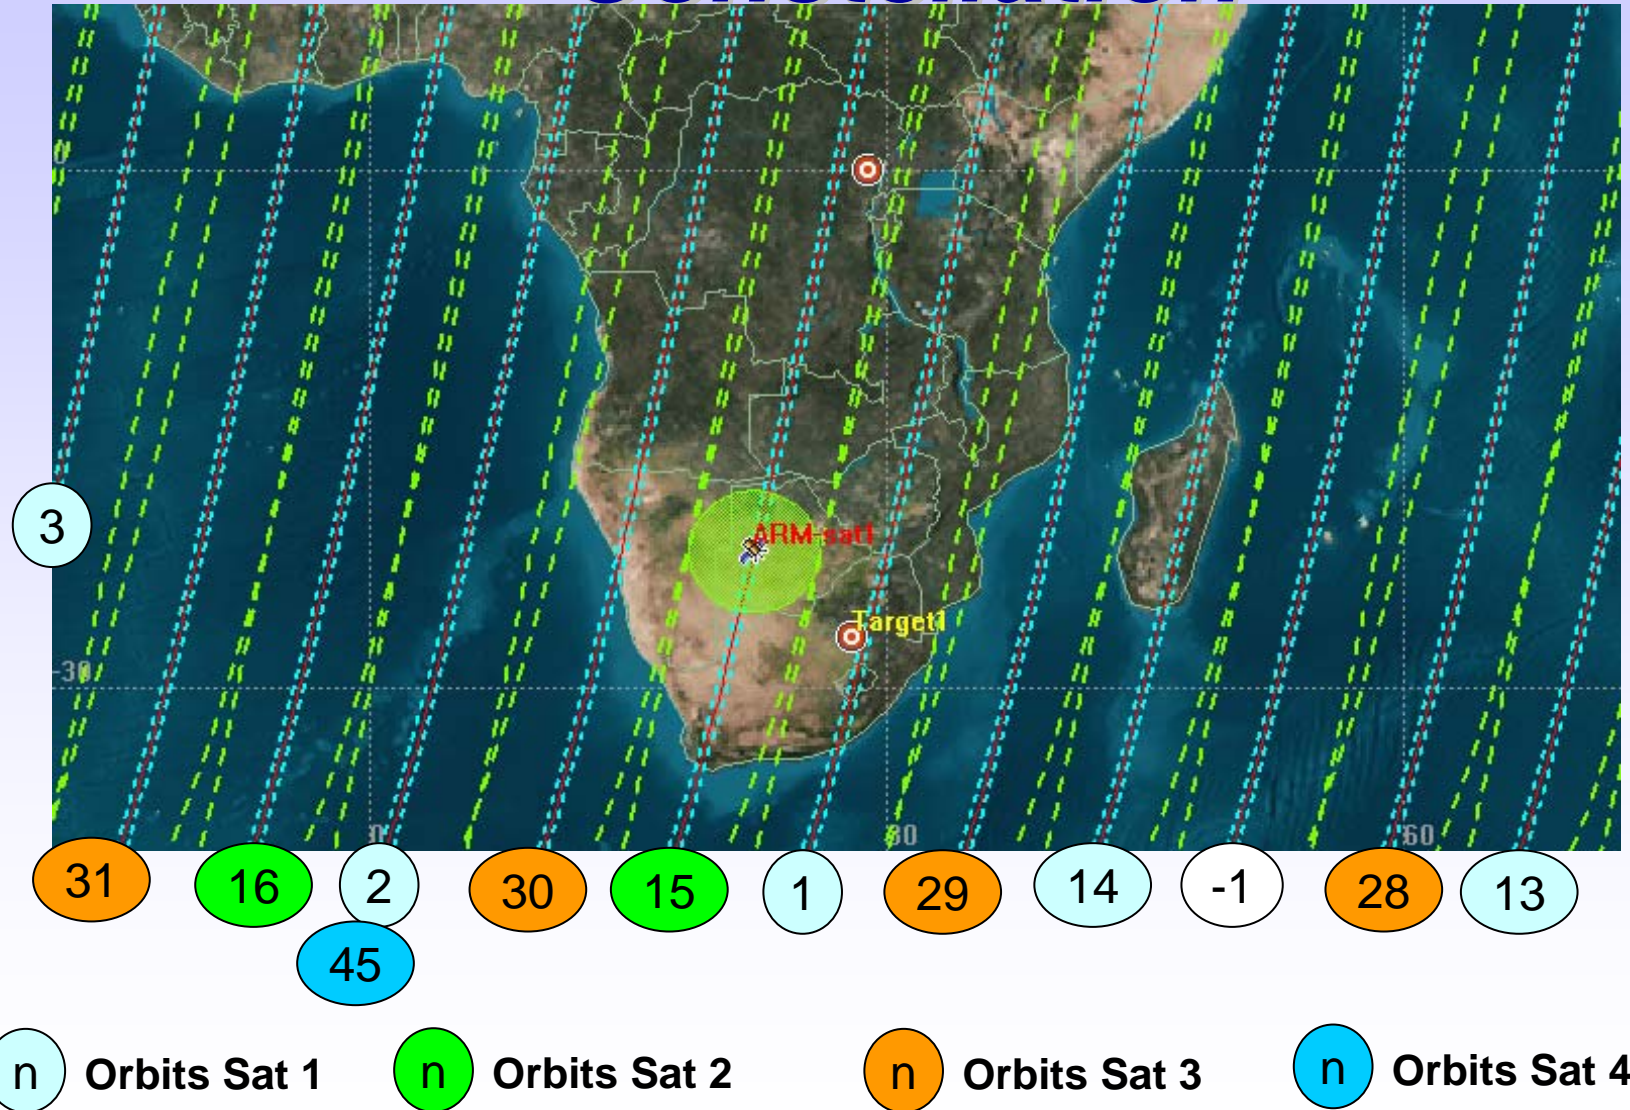 Constellation
0
ARM-sat1
Target1
-30
0
30
60
3
31
16
2
30
15
1
29
14
-1
28
13
45
n Orbits Sat 1
n Orbits Sat 2
n Orbits Sat 3
n Orbits Sat 4